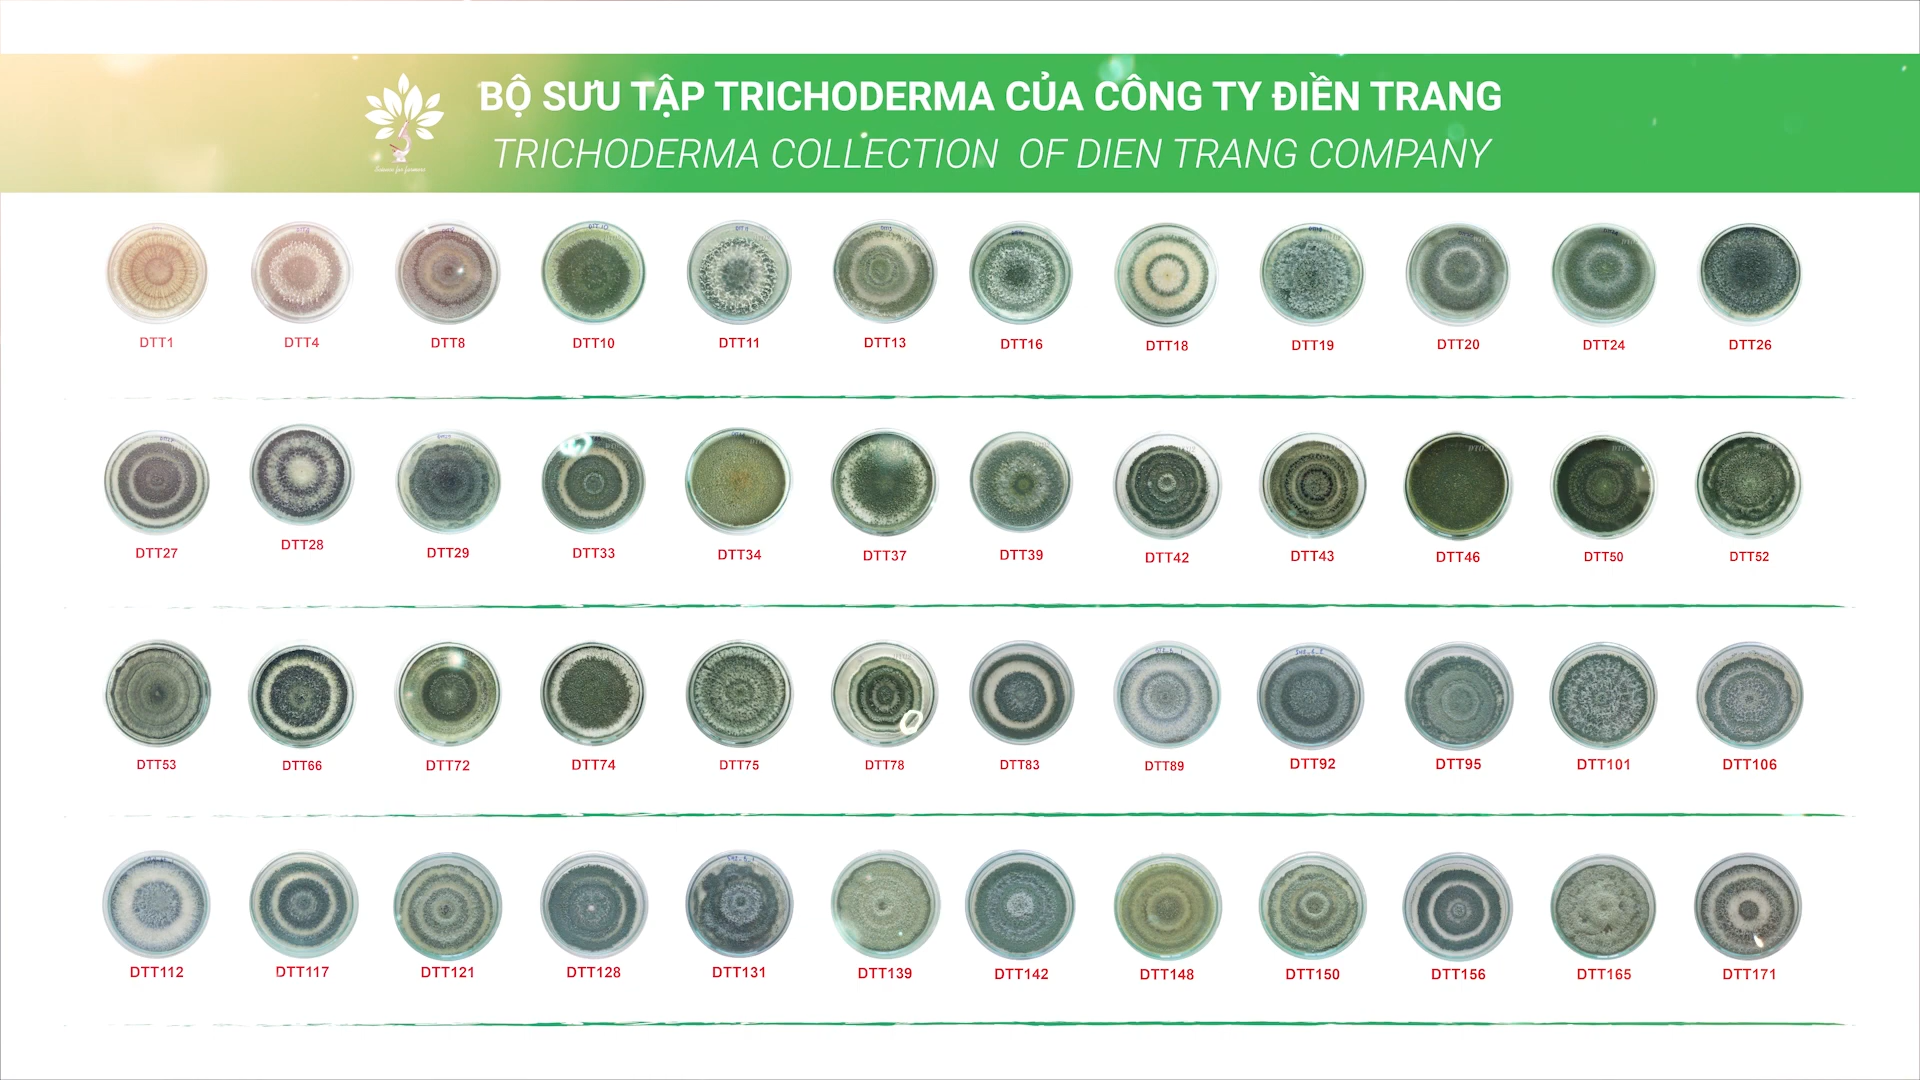 BỘ SƯU TẬP TRICHODERMA CỦA CÔNG TY ĐIỀN TRANG
TRICHODERMA COLLECTION OF DIEN TRANG COMPANY
DTT1 DTT4 DTT8 DTT10 DTT11 DTT13 DTT16 DTT18 DTT19 DTT20 DTT24 DTT26
DTT27 DTT28 DTT29 DTT33 DTT34 DTT37 DTT39 DTT42 DTT43 DTT46 DTT50 DTT52
DTT53 DTT66 DTT72 DTT74 DTT75 DTT78 DTT83 DTT89 DTT92 DTT95 DTT101 DTT106
DTT112 DTT117 DTT121 DTT128 DTT131 DTT139 DTT142 DTT148 DTT150 DTT156 DTT165 DTT171